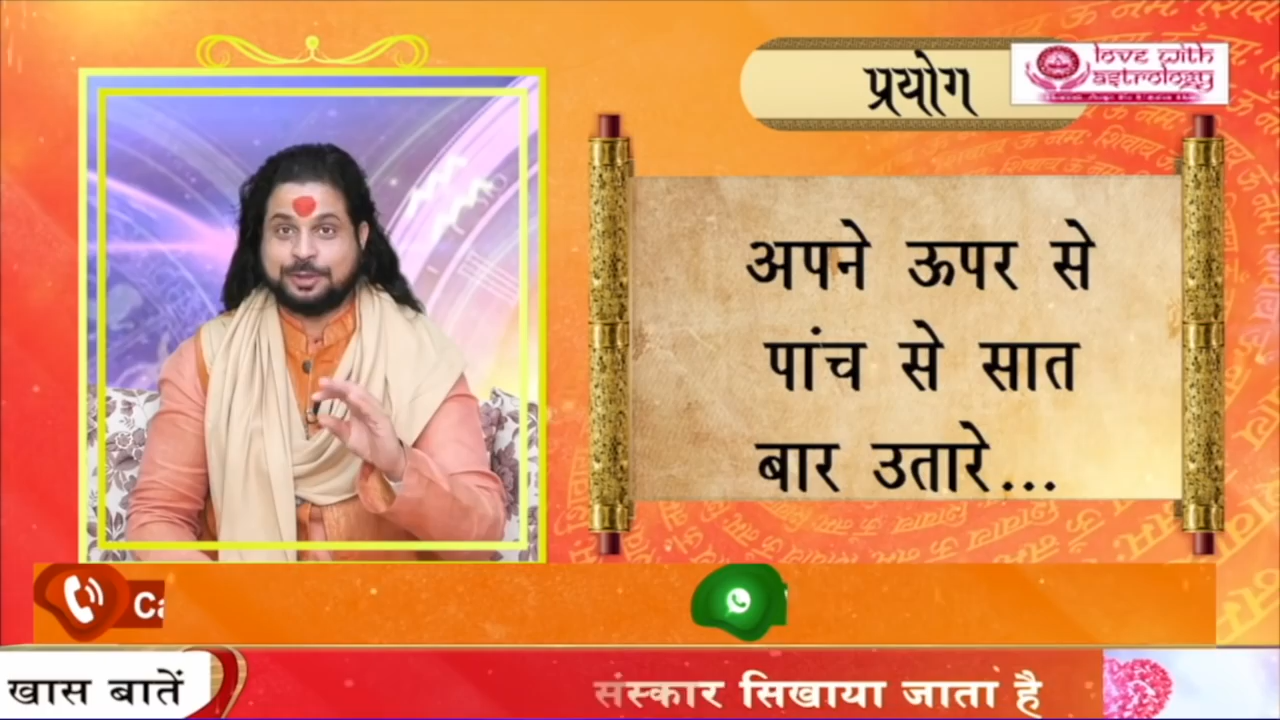 प्रयोग
love with
astrology
अपने ऊपर से
पांच से सात
बार उतारे...
Ca
खास बातें
संस्कार सिखाया जाता है